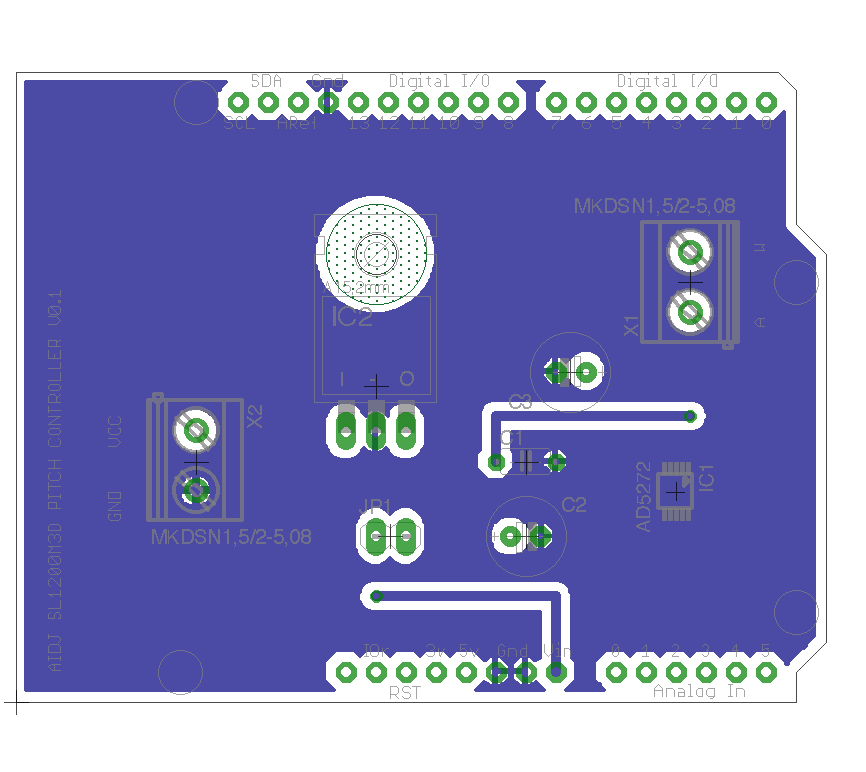 SDA Gnd Digital I/O Digital I/O
SCL ARef 13 12 11 10 9 8 7 6 5 4 3 2 1 0
MKDSN1,5/2-5,08
W
A
X1
A15,2mm
IC2
I - O
C3
C1
X2
VCC
GND
MKDSN1,5/2-5,08
JP1
C2
AD5272
IC1
AIDJ SL1200M3D PITCH CONTROLLER V0.1
IOr 3v 5v Gnd Vin 0 1 2 3 4 5
RST Analog In